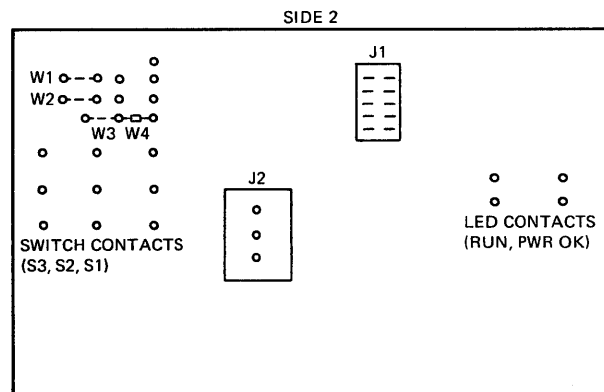 SIDE 2
J1
W1
W2
W3 W4
J2
SWITCH CONTACTS
(S3, S2, S1)
LED CONTACTS
(RUN, PWR OK)